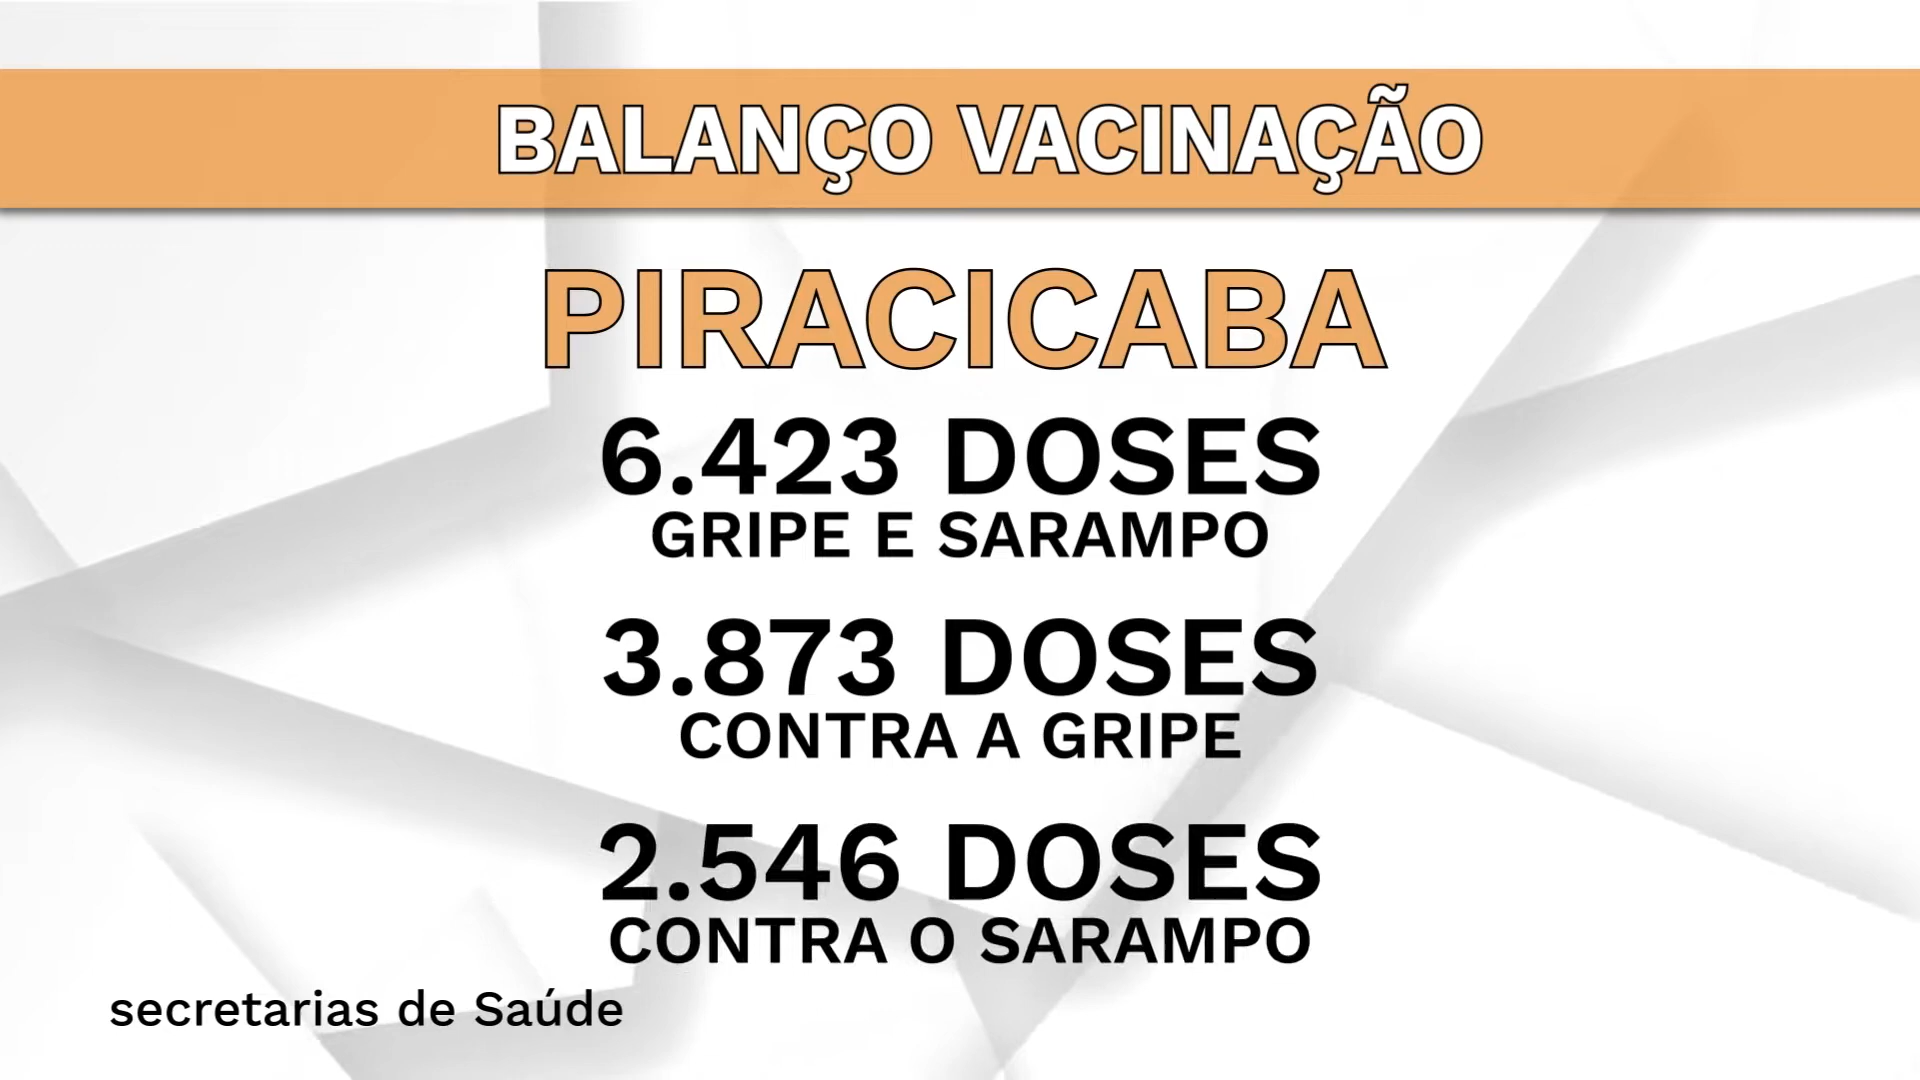 BALANÇO VACINAÇÃO
PIRACICABA
6.423 DOSES
GRIPE E SARAMPO
3.873 DOSES
CONTRA A GRIPE
2.546 DOSES
CONTRA O SARAMPO
secretarias de Saúde